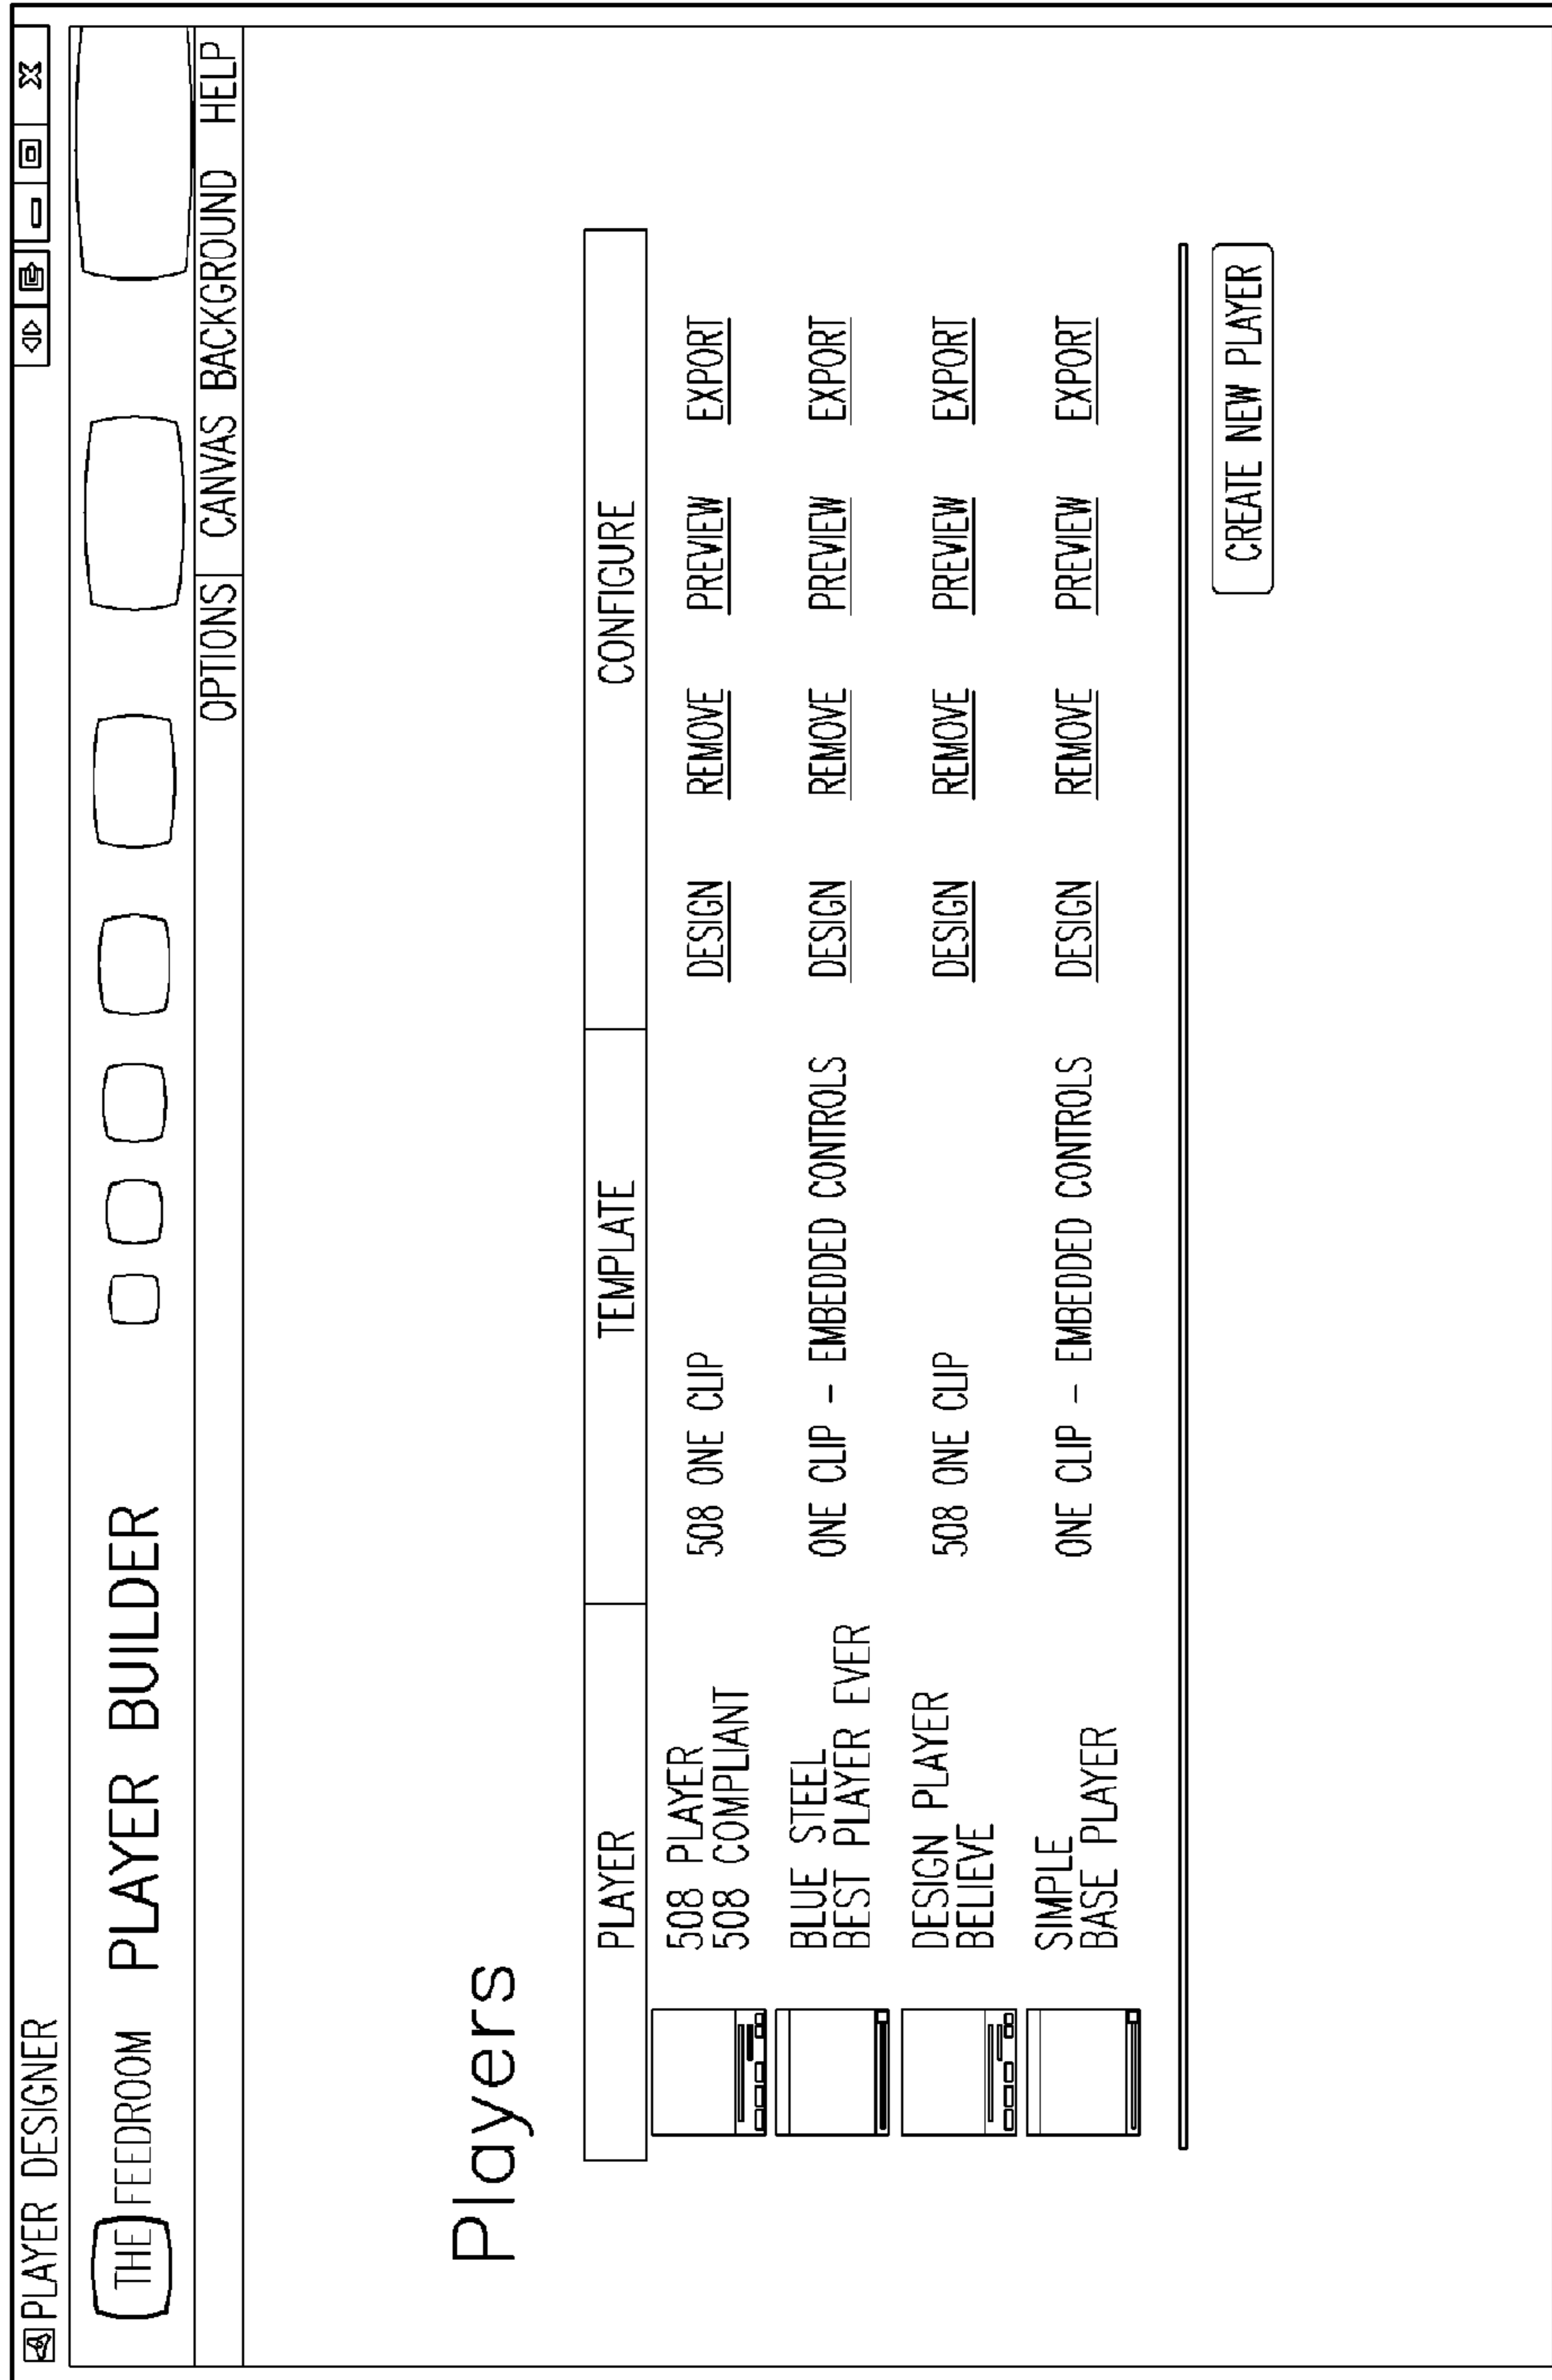 PLAYER DESIGNER
THE FEEDROOM PLAYER BUILDER
OPTIONS CANVAS BACKGROUND HELP
Players
PLAYER TEMPLATE CONFIGURE
508 PLAYER
508 COMPLIANT
508 ONE CLIP DESIGN REMOVE PREVIEW EXPORT
BLUE STEEL
BEST PLAYER EVER
ONE CLIP - EMBEDDED CONTROLS DESIGN REMOVE PREVIEW EXPORT
DESIGN PLAYER
BELIEVE
508 ONE CLIP DESIGN REMOVE PREVIEW EXPORT
SIMPLE
BASE PLAYER
ONE CLIP - EMBEDDED CONTROLS DESIGN REMOVE PREVIEW EXPORT
CREATE NEW PLAYER